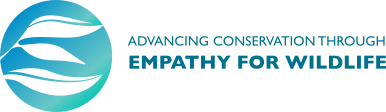 ADVANCING CONSERVATION THROUGH
EMPATHY FOR WILDLIFE